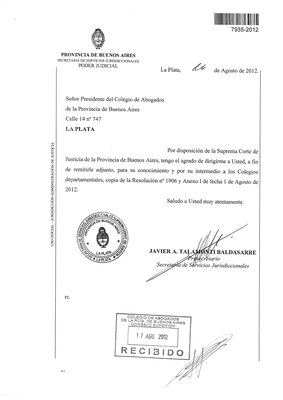 7935-2012
PROVINCIA DE BUENOS AIRES
SECRETARIA DE SERVICIOS JURISDICCIONALES
PODER JUDICIAL
La Plata, de Agosto de 2012.
Señor Presidente del Colegio de Abogados
de la Provincia de Buenos Aires
Calle 14 nº 747
LA PLATA
Por disposición de la Suprema Corte de
Justicia de la Provincia de Buenos Aires, tengo el agrado de dirigirme a Usted, a fin
de remitirle adjunto, para su conocimiento y por su intermedio a los Colegios
departamentales, copia de la Resolución nº 1906 y Anexo I de fecha 1 de Agosto de
2012.
Saludo a Usted muy atentamente.
USO OFICIAL - JURISDICCIÓN ADMINISTRACIÓN DE JUSTICIA
LA PLATA
JAVIER A. TALAMONTI BALDASARRE
Prosecretario
Secretaría de Servicios Jurisdiccionales
COLEGIO DE ABOGADOS
DE LA PCIA. DE BUENOS AIRES
CONSEJO SUPERIOR
17 AGO. 2012
RECIBIDO